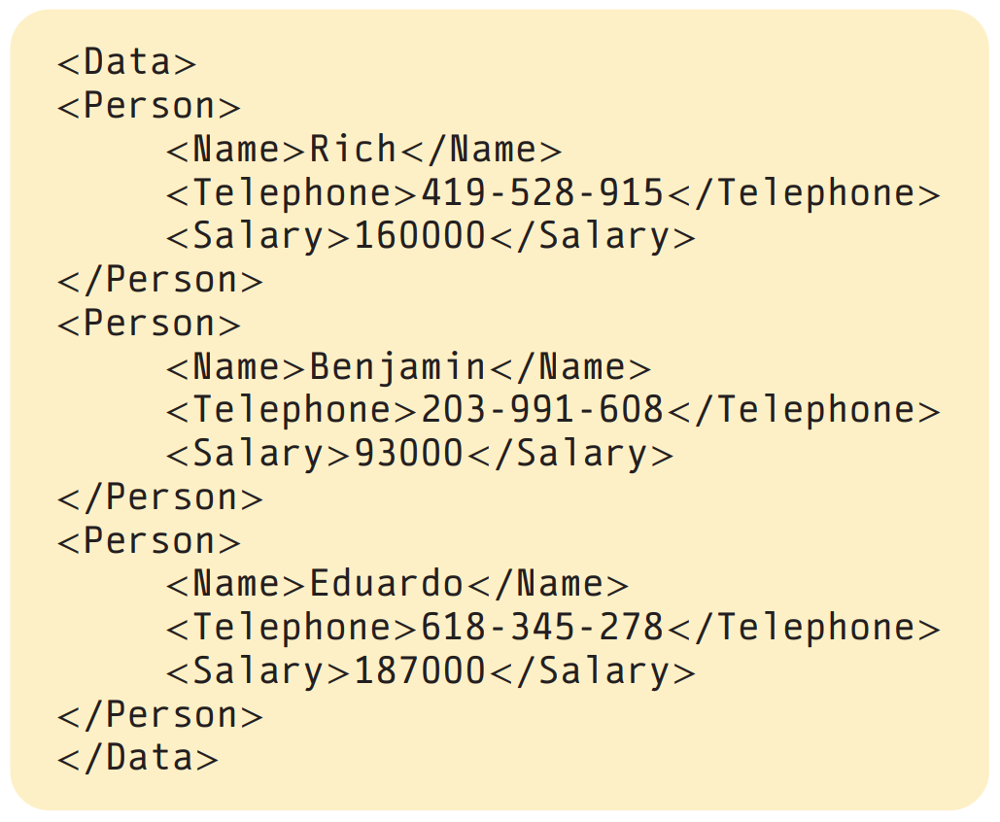 <Data>
<Person>
<Name>Rich</Name>
<Telephone>419-528-915</Telephone>
<Salary>160000</Salary>
</Person>
<Person>
<Name>Benjamin</Name>
<Telephone>203-991-608</Telephone>
<Salary>93000</Salary>
</Person>
<Person>
<Name>Eduardo</Name>
<Telephone>618-345-278</Telephone>
<Salary>187000</Salary>
</Person>
</Data>